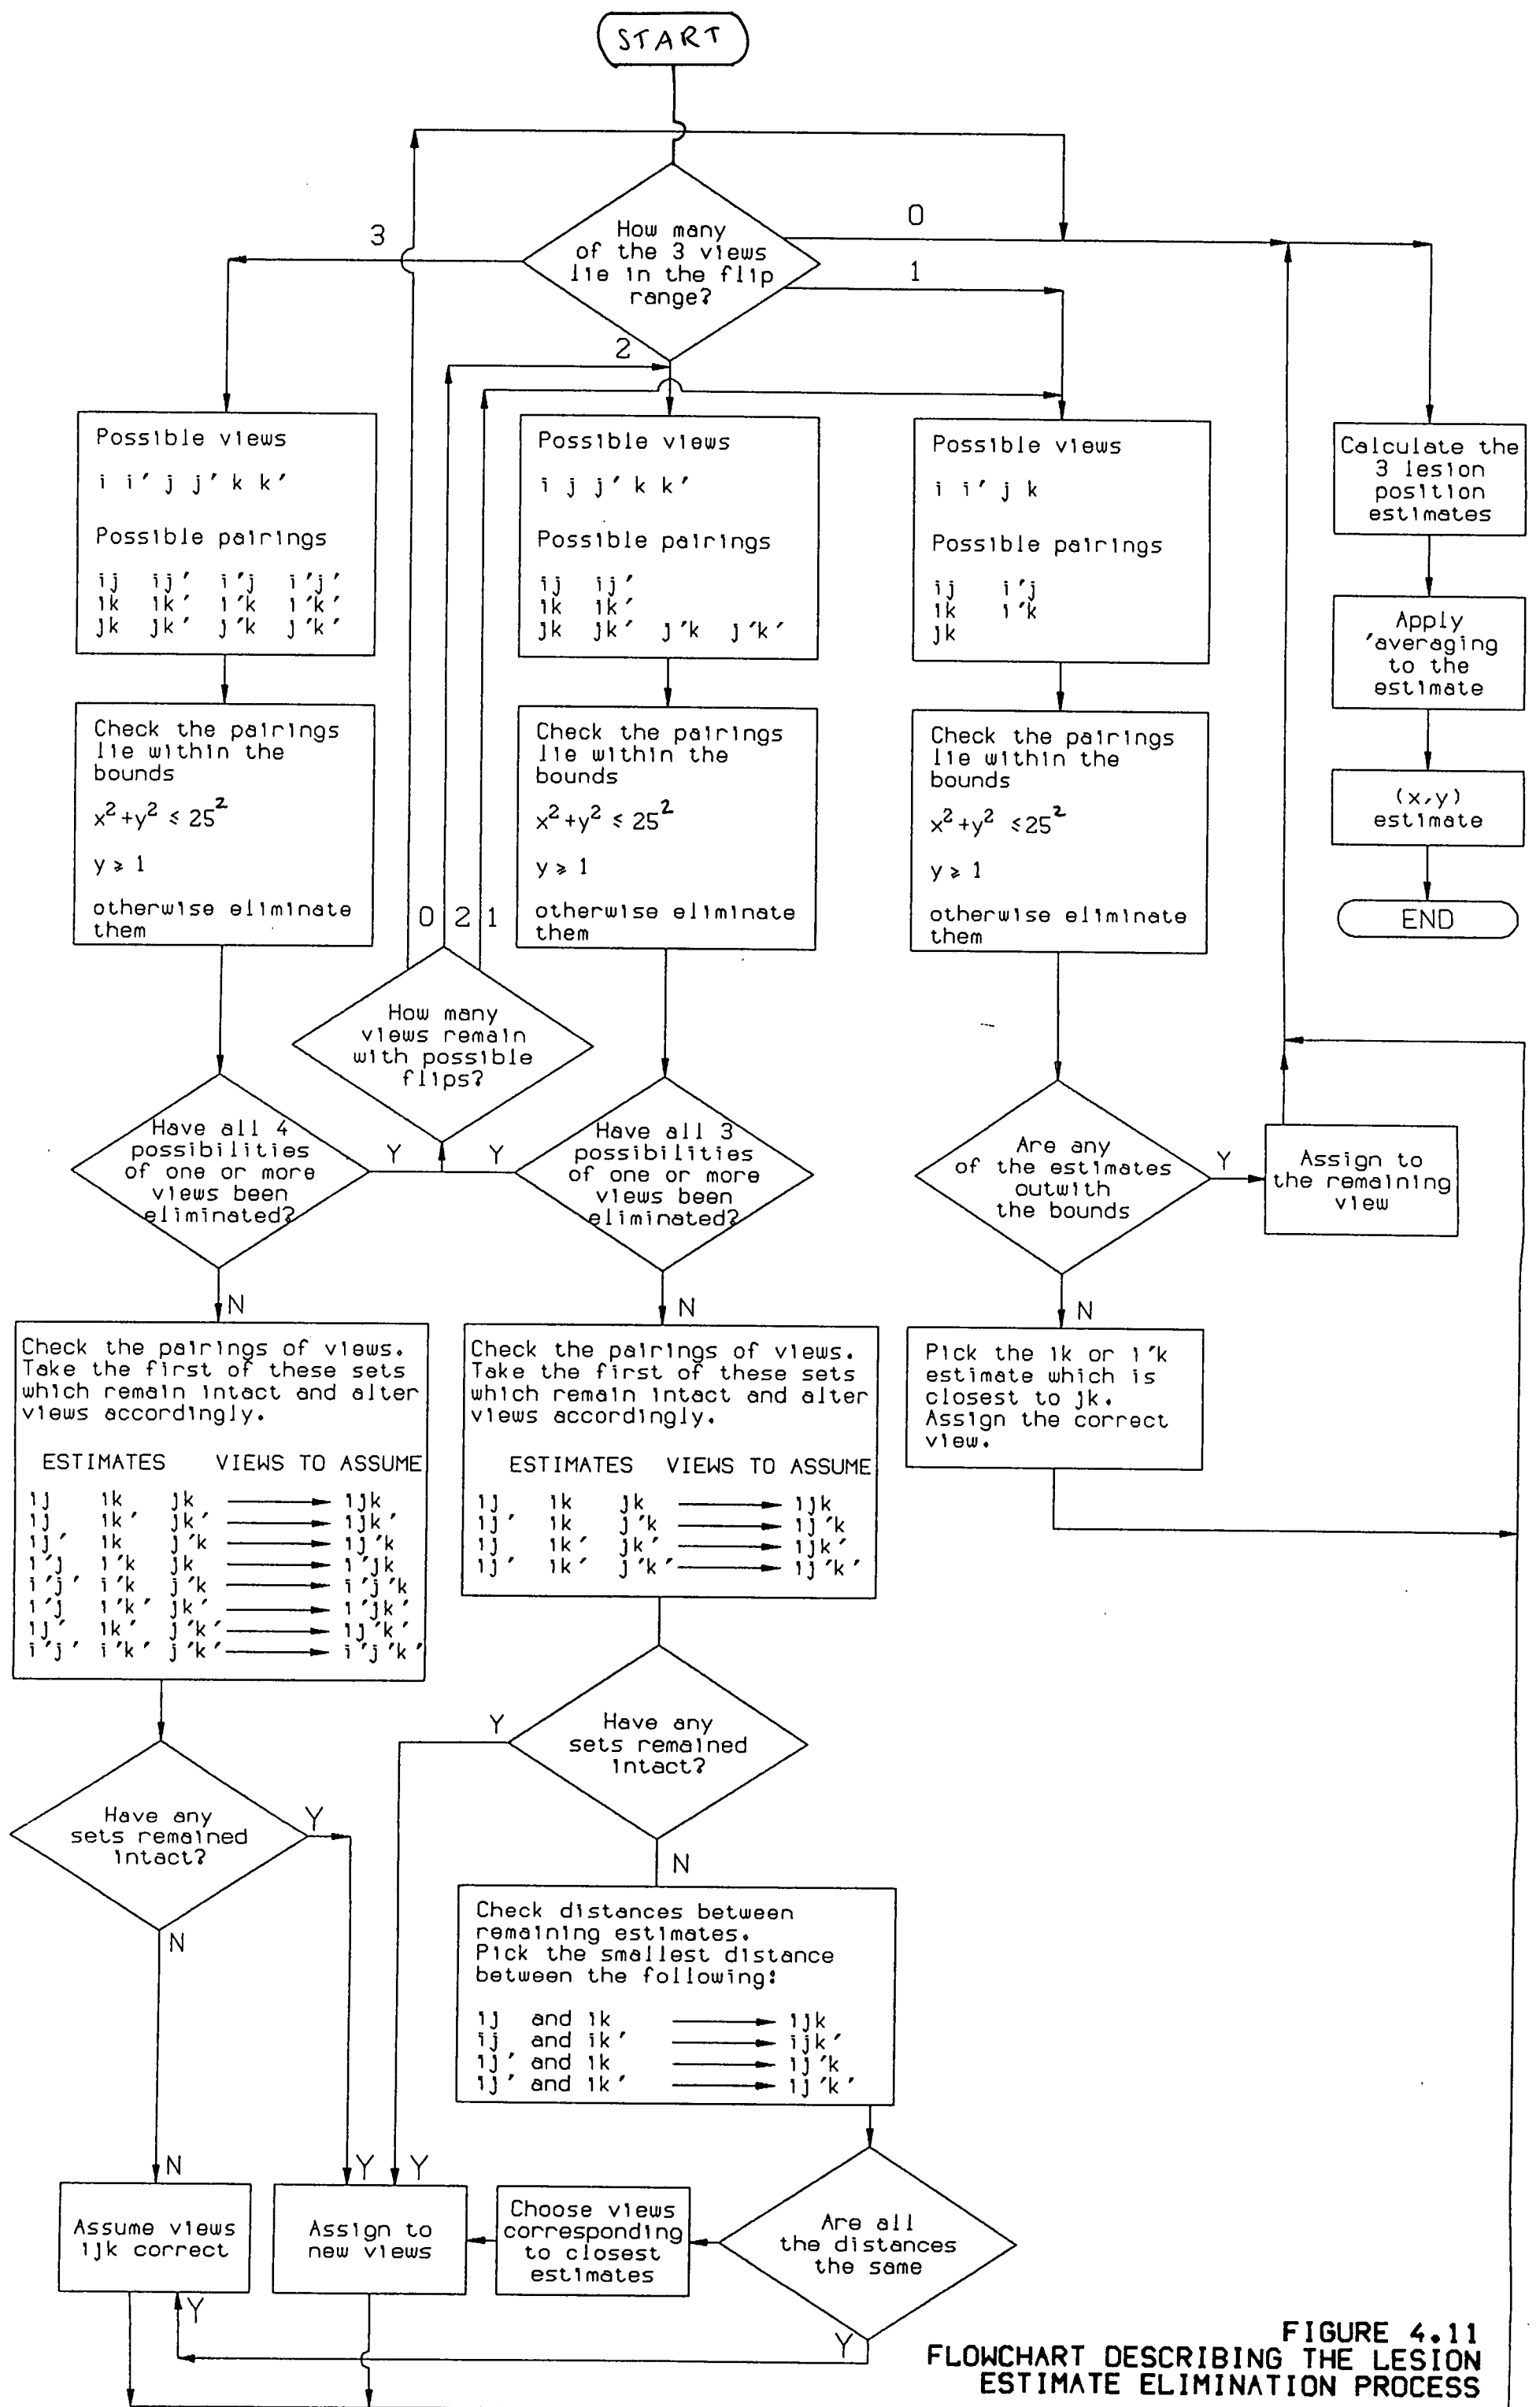 START
How many
of the 3 views
lie in the flip
range?
3
0
1
2
Possible views
i i′ j j′ k k′
Possible pairings
ij ij′ i′j i′j′
ik ik′ i′k i′k′
jk jk′ j′k j′k′
Possible views
i j j′ k k′
Possible pairings
ij ij′
ik ik′
jk jk′ j′k j′k′
Possible views
i i′ j k
Possible pairings
ij i′j
ik i′k
jk
Calculate the
3 lesion
position
estimates
Apply
'averaging
to the
estimate
(x,y)
estimate
END
Check the pairings
lie within the
bounds
x²+y² ≤ 25²
y ≥ 1
otherwise eliminate
them
Check the pairings
lie within the
bounds
x²+y² ≤ 25²
y ≥ 1
otherwise eliminate
them
Check the pairings
lie within the
bounds
x²+y² ≤25²
y ≥ 1
otherwise eliminate
them
0 2 1
How many
views remain
with possible
flips?
Have all 4
possibilities
of one or more
views been
eliminated?
Y
Y
Have all 3
possibilities
of one or more
views been
eliminated?
Are any
of the estimates
outwith
the bounds
Y
Assign to
the remaining
view
N
N
N
Check the pairings of views.
Take the first of these sets
which remain intact and alter
views accordingly.
ESTIMATES VIEWS TO ASSUME
ij ik jk → ijk
ij ik′ jk′ → ijk′
ij′ ik j′k → ij′k
i′j i′k jk → i′jk
i′j′ i′k j′k → i′j′k
i′j i′k′ jk′ → i′jk′
ij′ ik′ j′k′ → ij′k′
i′j′ i′k′ j′k′ → i′j′k′
Check the pairings of views.
Take the first of these sets
which remain intact and alter
views accordingly.
ESTIMATES VIEWS TO ASSUME
ij ik jk → ijk
ij′ ik j′k → ij′k
ij ik′ jk′ → ijk′
ij′ ik′ j′k′ → ij′k′
Pick the ik or i′k
estimate which is
closest to jk.
Assign the correct
view.
Have any
sets remained
intact?
Y
N
Have any
sets remained
intact?
Y
N
Check distances between
remaining estimates.
Pick the smallest distance
between the following:
ij and ik → ijk
ij and ik′ → ijk′
ij′ and ik → ij′k
ij′ and ik′ → ij′k′
N
Y Y
Assume views
ijk correct
Assign to
new views
Choose views
corresponding
to closest
estimates
Are all
the distances
the same
Y
Y
FIGURE 4.11
FLOWCHART DESCRIBING THE LESION
ESTIMATE ELIMINATION PROCESS